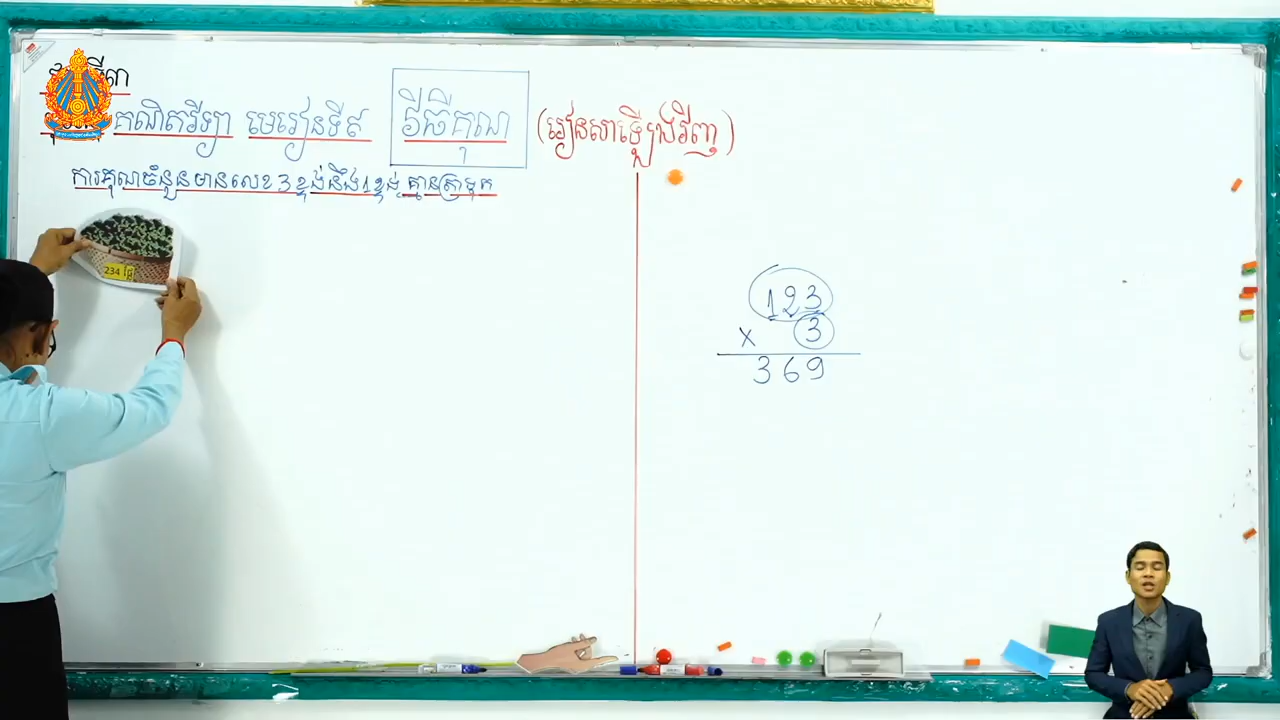 គណិតវិទ្យា មេរៀនទី៩ វិធីគុណ (រៀនសាឡើងវិញ)
ការគុណចំនួនមានលេខ 3 ខ្ទង់នឹង 1 ខ្ទង់ គ្មានត្រាទុក
234 ផ្លែ
123
× 3
369